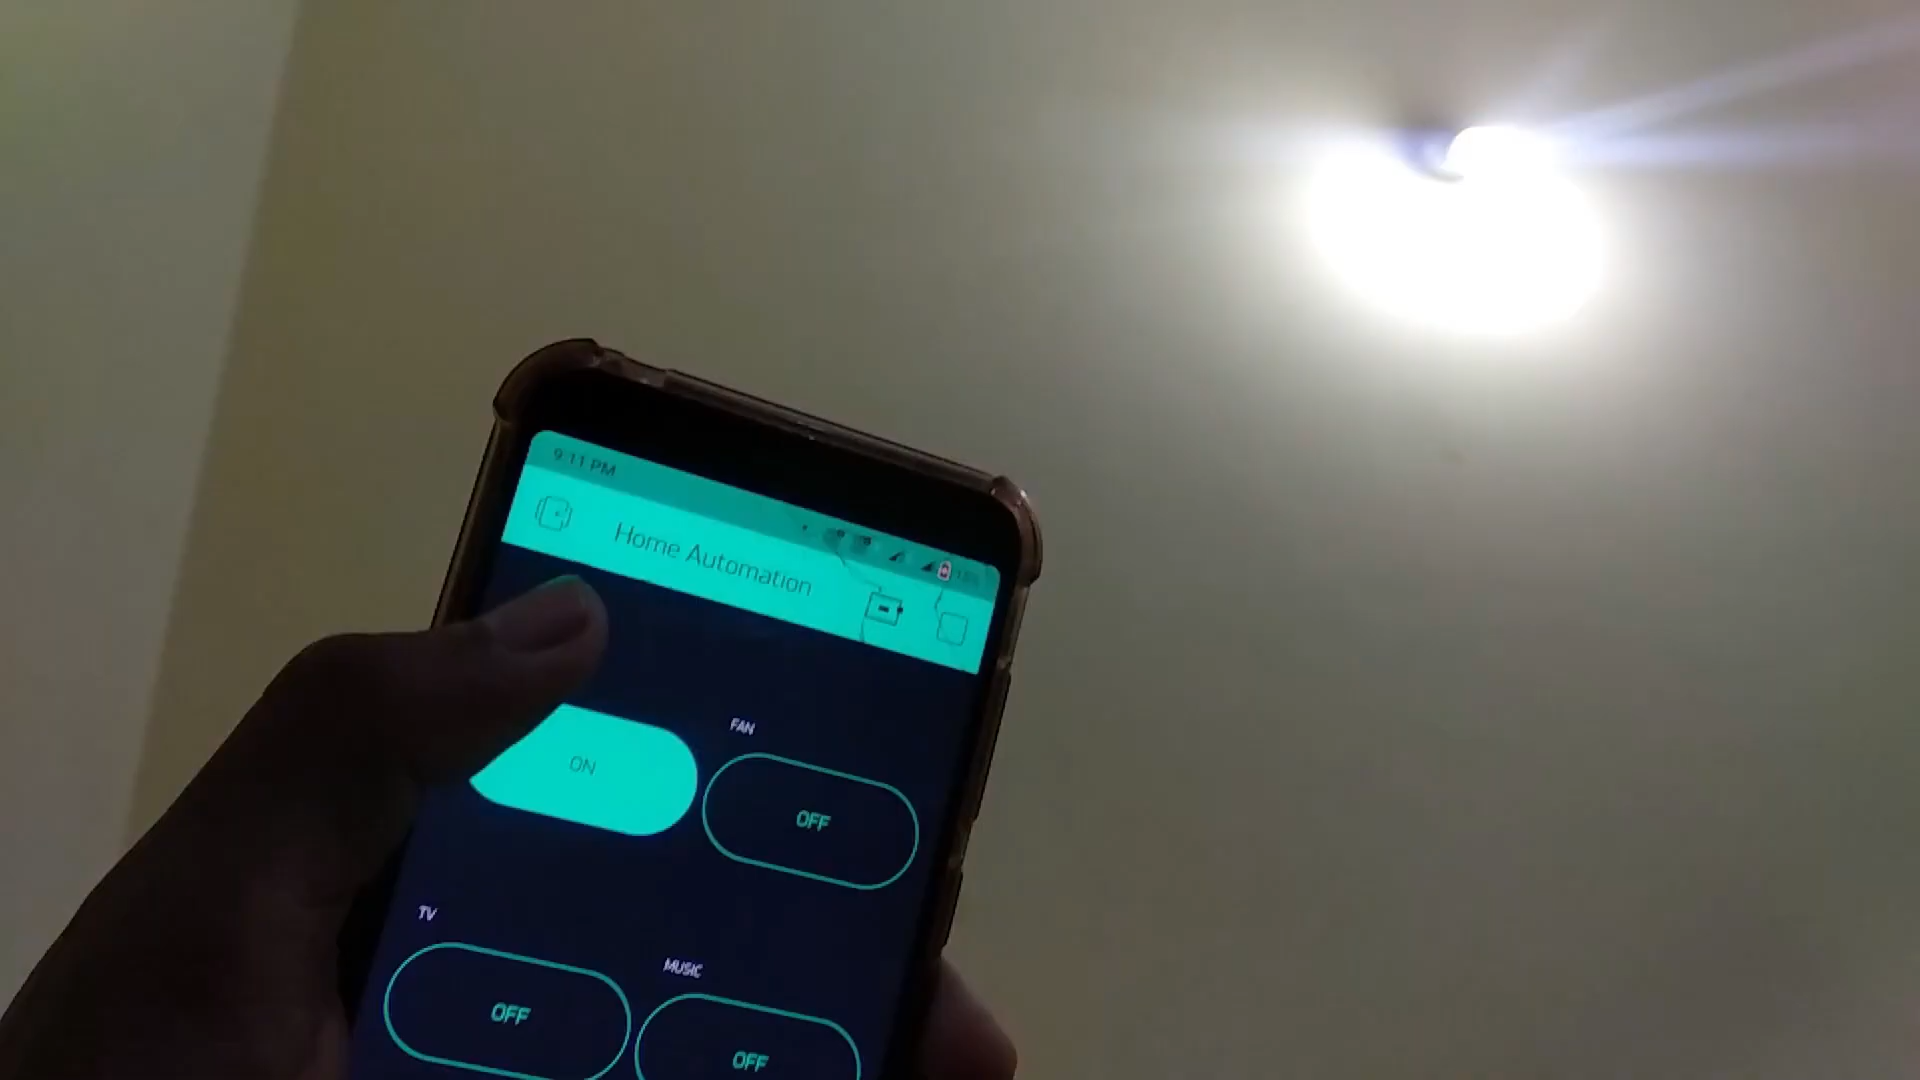 9:11 PM
Home Automation
FAN
ON
OFF
TV
MUSIC
OFF
OFF